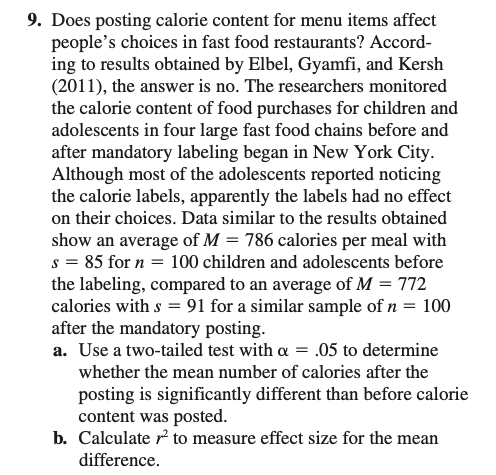 9. Does posting calorie content for menu items affect
people's choices in fast food restaurants? Accord-
ing to results obtained by Elbel, Gyamfi, and Kersh
(2011), the answer is no. The researchers monitored
the calorie content of food purchases for children and
adolescents in four large fast food chains before and
after mandatory labeling began in New York City.
Although most of the adolescents reported noticing
the calorie labels, apparently the labels had no effect
on their choices. Data similar to the results obtained
show an average of M = 786 calories per meal with
s = 85 for n = 100 children and adolescents before
the labeling, compared to an average of M = 772
calories with s = 91 for a similar sample of n = 100
after the mandatory posting.
a. Use a two-tailed test with α = .05 to determine
whether the mean number of calories after the
posting is significantly different than before calorie
content was posted.
b. Calculate r² to measure effect size for the mean
difference.